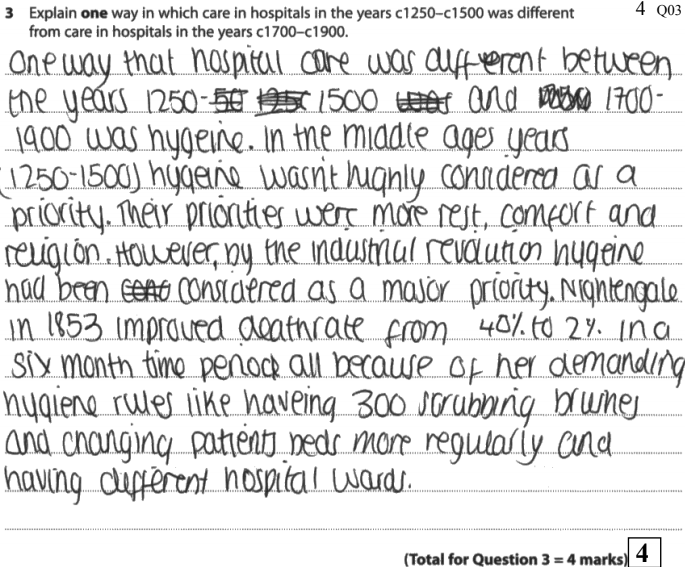 3 Explain one way in which care in hospitals in the years c1250–c1500 was different 4 Q03
from care in hospitals in the years c1700–c1900.
One way that hospital care was different between
the years 1250- 1500 and 1700-
1900 was hygeine. In the middle ages years
(1250-1500) hygeine wasn't highly considered as a
priority. Their priorities were more rest, comfort and
religion. However, by the industrial revolution hygeine
had been considered as a major priority. Nightengale
in 1853 improved deathrate from 40% to 2% in a
six month time period all because of her demanding
hygiene rules like haveing 300 scrubbing brushes
and changing patients beds more regularly and
having different hospital wards.
(Total for Question 3 = 4 marks) 4